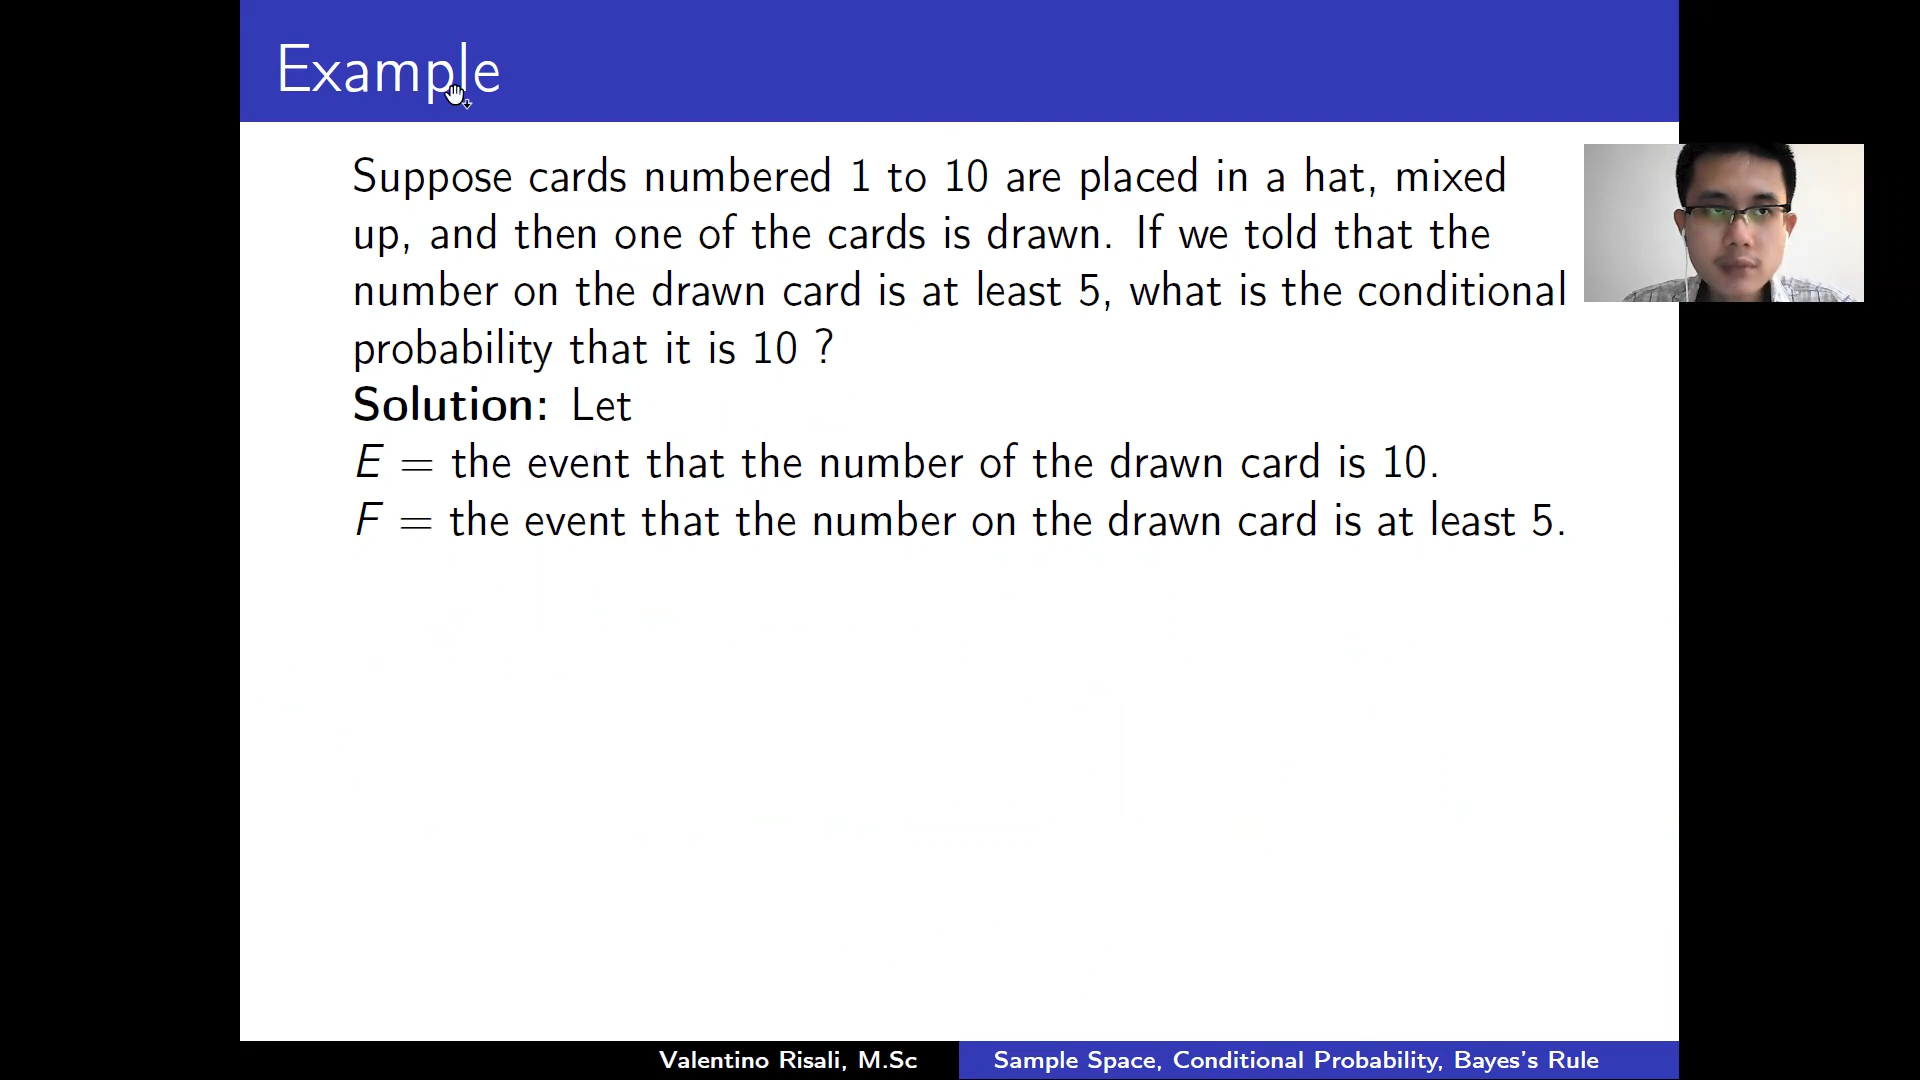 Example
Suppose cards numbered 1 to 10 are placed in a hat, mixed
up, and then one of the cards is drawn. If we told that the
number on the drawn card is at least 5, what is the conditional
probability that it is 10 ?
Solution: Let
E = the event that the number of the drawn card is 10.
F = the event that the number on the drawn card is at least 5.
Valentino Risali, M.Sc
Sample Space, Conditional Probability, Bayes's Rule